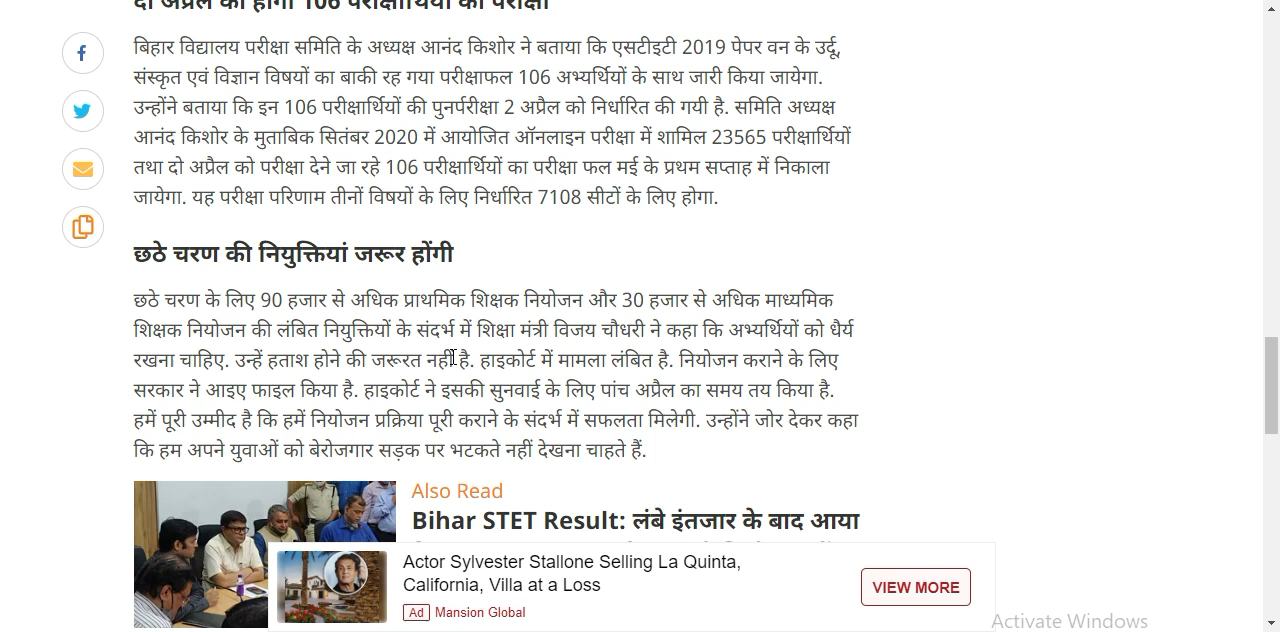 दो अप्रैल को होगी 106 परीक्षार्थियों की परीक्षा
बिहार विद्यालय परीक्षा समिति के अध्यक्ष आनंद किशोर ने बताया कि एसटीइटी 2019 पेपर वन के उर्दू,
संस्कृत एवं विज्ञान विषयों का बाकी रह गया परीक्षाफल 106 अभ्यर्थियों के साथ जारी किया जायेगा.
उन्होंने बताया कि इन 106 परीक्षार्थियों की पुनर्परीक्षा 2 अप्रैल को निर्धारित की गयी है. समिति अध्यक्ष
आनंद किशोर के मुताबिक सितंबर 2020 में आयोजित ऑनलाइन परीक्षा में शामिल 23565 परीक्षार्थियों
तथा दो अप्रैल को परीक्षा देने जा रहे 106 परीक्षार्थियों का परीक्षा फल मई के प्रथम सप्ताह में निकाला
जायेगा. यह परीक्षा परिणाम तीनों विषयों के लिए निर्धारित 7108 सीटों के लिए होगा.
छठे चरण की नियुक्तियां जरूर होंगी
छठे चरण के लिए 90 हजार से अधिक प्राथमिक शिक्षक नियोजन और 30 हजार से अधिक माध्यमिक
शिक्षक नियोजन की लंबित नियुक्तियों के संदर्भ में शिक्षा मंत्री विजय चौधरी ने कहा कि अभ्यर्थियों को धैर्य
रखना चाहिए. उन्हें हताश होने की जरूरत नहीं है. हाइकोर्ट में मामला लंबित है. नियोजन कराने के लिए
सरकार ने आइए फाइल किया है. हाइकोर्ट ने इसकी सुनवाई के लिए पांच अप्रैल का समय तय किया है.
हमें पूरी उम्मीद है कि हमें नियोजन प्रक्रिया पूरी कराने के संदर्भ में सफलता मिलेगी. उन्होंने जोर देकर कहा
कि हम अपने युवाओं को बेरोजगार सड़क पर भटकते नहीं देखना चाहते हैं.
Also Read
Bihar STET Result: लंबे इंतजार के बाद आया
Actor Sylvester Stallone Selling La Quinta,
California, Villa at a Loss
Ad Mansion Global
VIEW MORE
Activate Windows